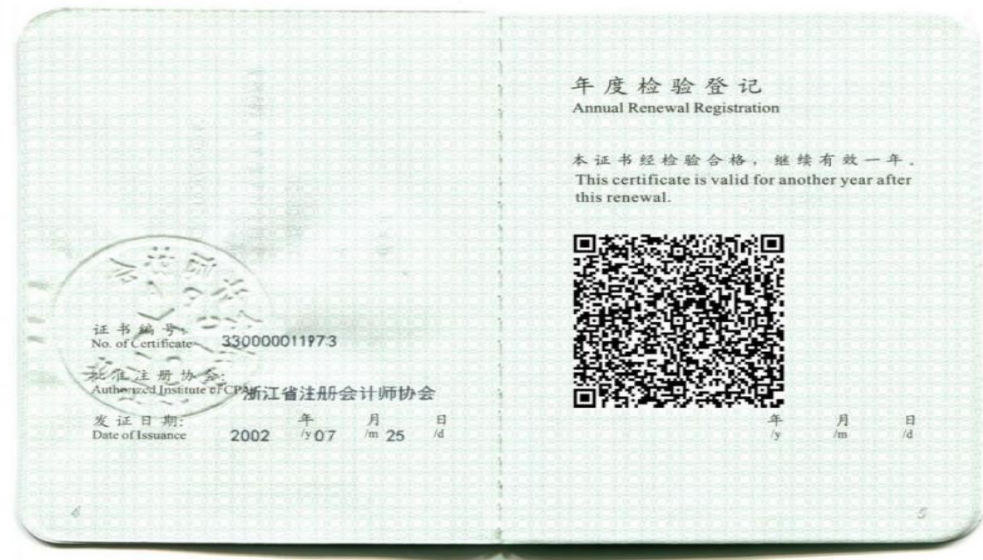 证书编号:
No. of Certificate
330000011973
批准注册协会:
Authorized Institute of CPAs
浙江省注册会计师协会
发证日期:
Date of Issuance
2002 年 07 月 25 日
/y /m /d
6
年度检验登记
Annual Renewal Registration
本证书经检验合格，继续有效一年。
This certificate is valid for another year after
this renewal.
年 月 日
/y /m /d
5